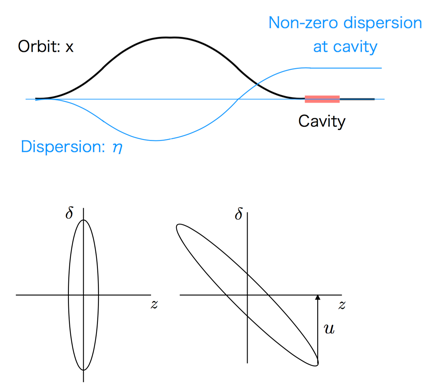 Non-zero dispersion
at cavity
Orbit: x
Cavity
Dispersion: η
δ
z
δ
z
u